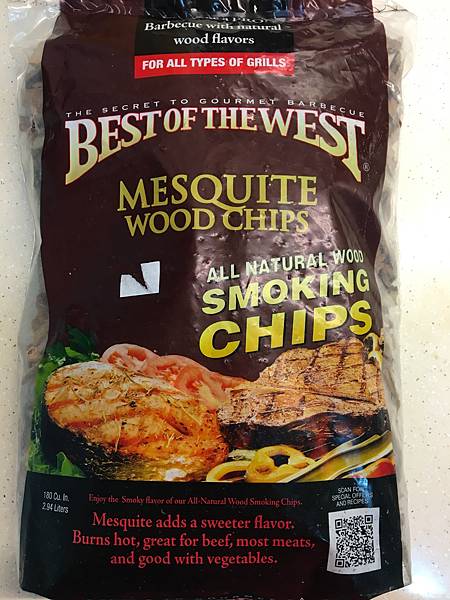 Barbecue with natural
wood flavors
FOR ALL TYPES OF GRILLS
THE SECRET TO GOURMET BARBECUE
BEST OF THE WEST®
MESQUITE
WOOD CHIPS
ALL NATURAL WOOD
SMOKING
CHIPS
180 Cu. In.
2.94 Liters
Enjoy the Smoky flavor of our All-Natural Wood Smoking Chips.
Mesquite adds a sweeter flavor.
Burns hot, great for beef, most meats,
and good with vegetables.
SCAN FOR
SPECIAL OFFERS
AND RECIPES